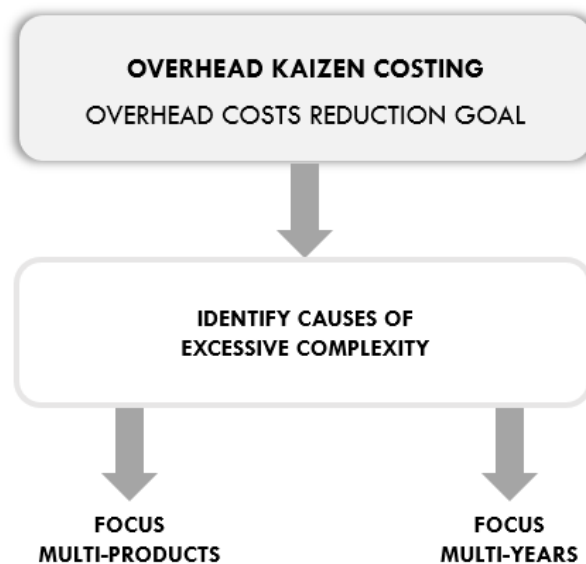 OVERHEAD KAIZEN COSTING
OVERHEAD COSTS REDUCTION GOAL
IDENTIFY CAUSES OF
EXCESSIVE COMPLEXITY
FOCUS
MULTI-PRODUCTS
FOCUS
MULTI-YEARS